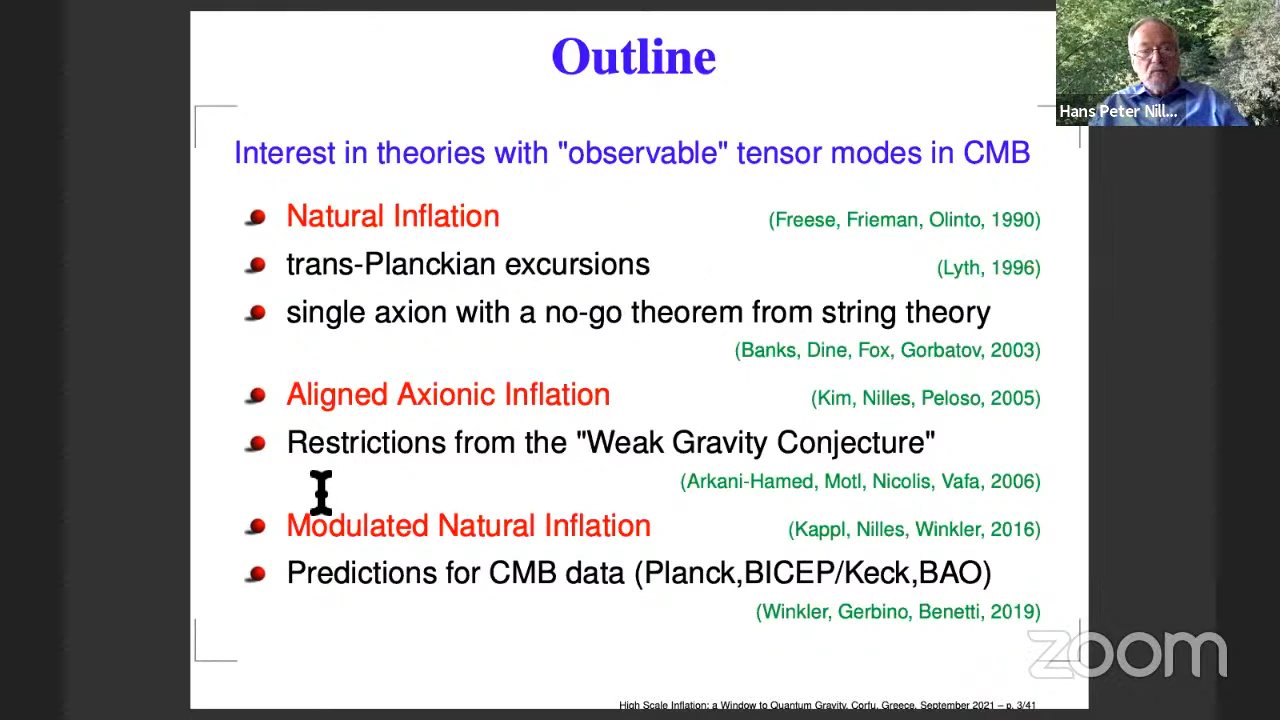 Outline
Hans Peter Nill...
Interest in theories with "observable" tensor modes in CMB
Natural Inflation (Freese, Frieman, Olinto, 1990)
trans-Planckian excursions (Lyth, 1996)
single axion with a no-go theorem from string theory
(Banks, Dine, Fox, Gorbatov, 2003)
Aligned Axionic Inflation (Kim, Nilles, Peloso, 2005)
Restrictions from the "Weak Gravity Conjecture"
(Arkani-Hamed, Motl, Nicolis, Vafa, 2006)
Modulated Natural Inflation (Kappl, Nilles, Winkler, 2016)
Predictions for CMB data (Planck,BICEP/Keck,BAO)
(Winkler, Gerbino, Benetti, 2019)
zoom
High Scale Inflation: a Window to Quantum Gravity, Corfu, Greece, September 2021 – p. 3/41